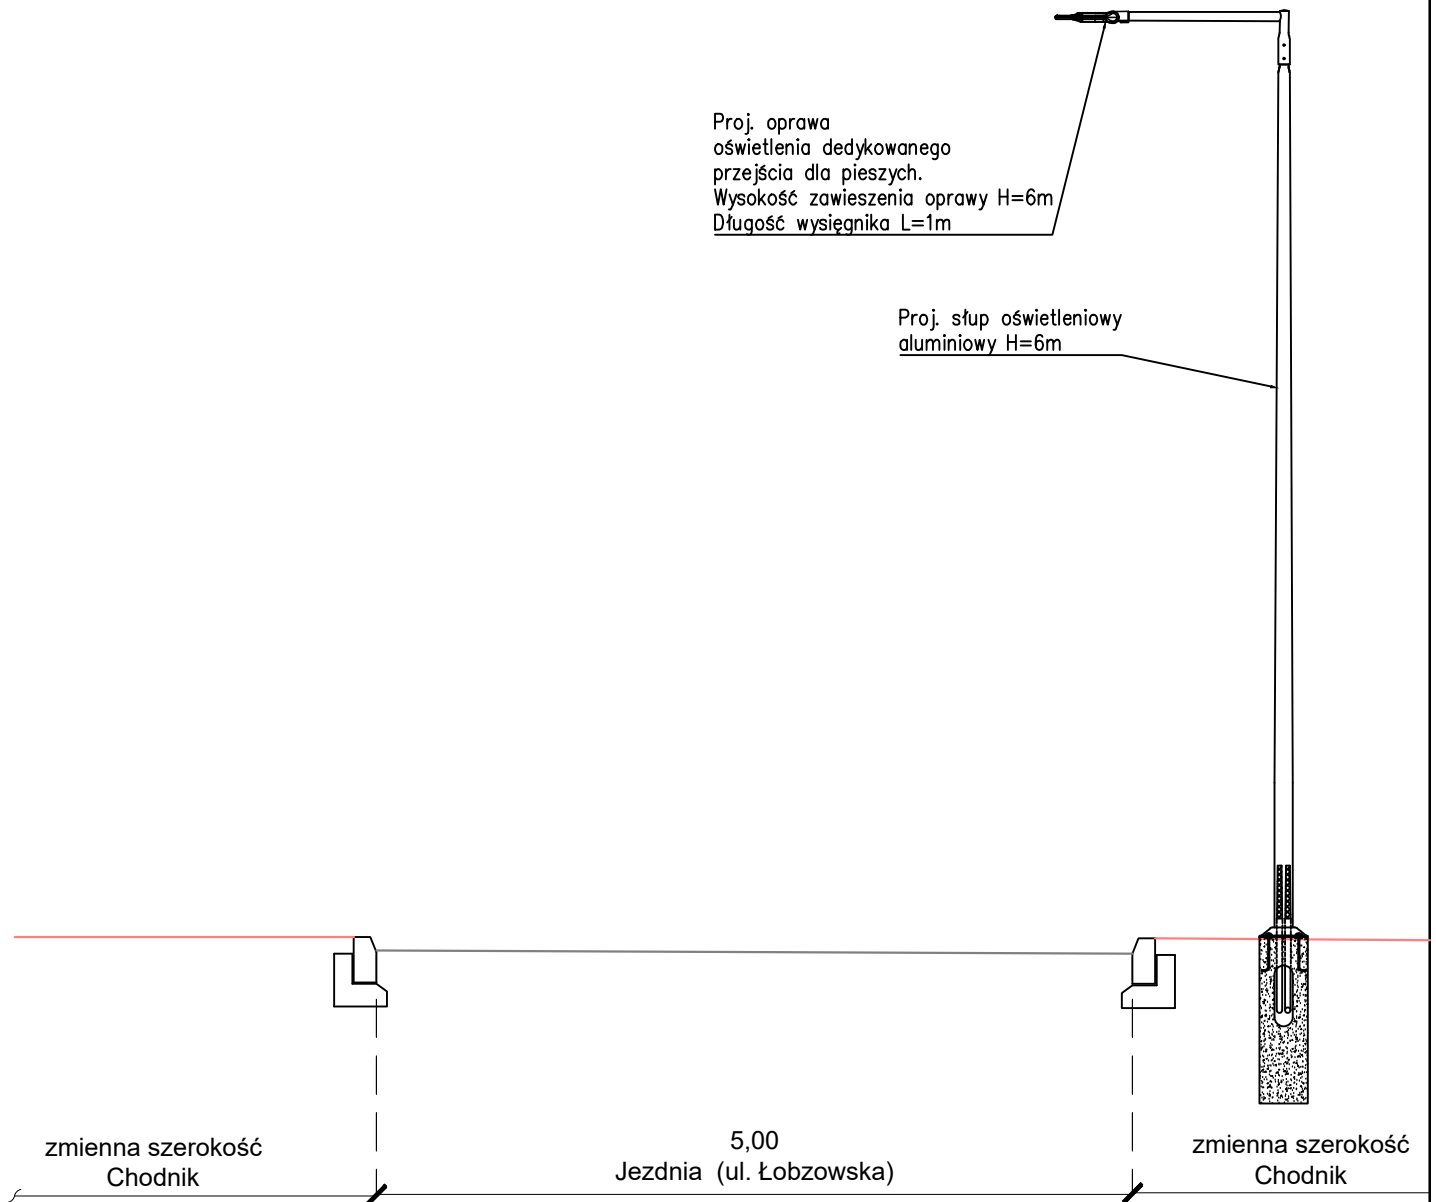 Proj. oprawa
oświetlenia dedykowanego
przejścia dla pieszych.
Wysokość zawieszenia oprawy H=6m
Długość wysięgnika L=1m
Proj. słup oświetleniowy
aluminiowy H=6m
zmienna szerokość
Chodnik
5,00
Jezdnia (ul. Łobzowska)
zmienna szerokość
Chodnik